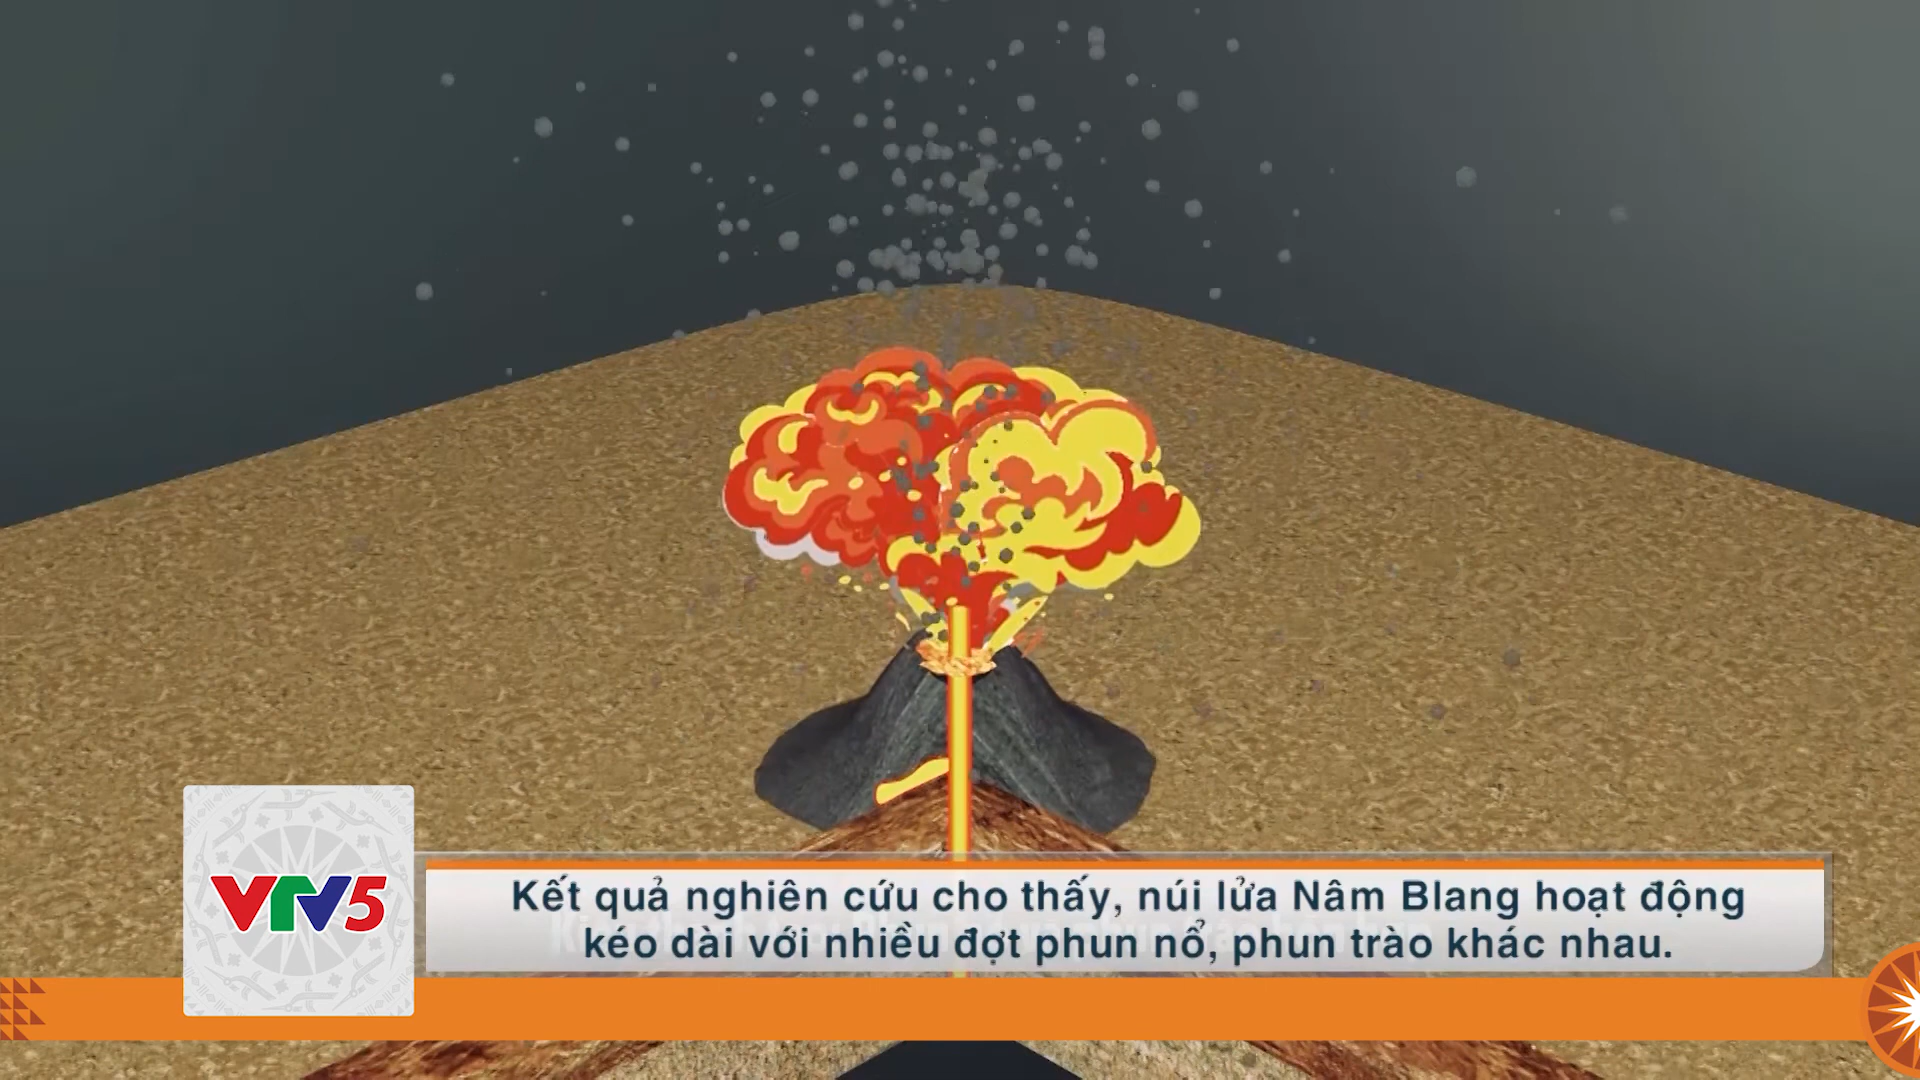 VTV5
Kết quả nghiên cứu cho thấy, núi lửa Nâm Blang hoạt động
kéo dài với nhiều đợt phun nổ, phun trào khác nhau.